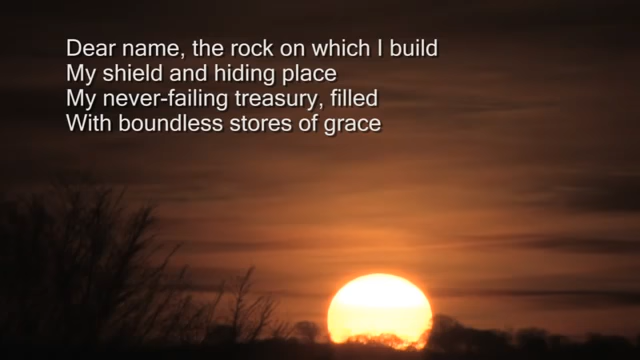 Dear name, the rock on which I build
My shield and hiding place
My never-failing treasury, filled
With boundless stores of grace